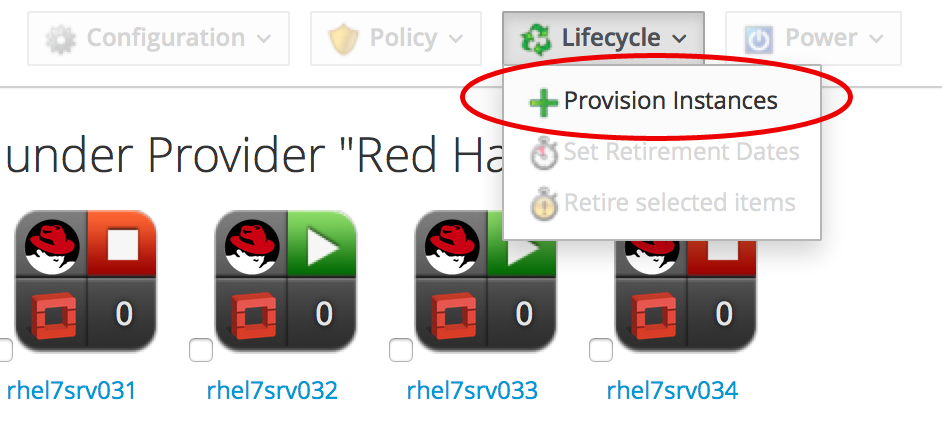 Configuration Policy Lifecycle Power
Provision Instances
under Provider "Red Ha
Set Retirement Dates
Retire selected items
0 0 0 0
rhel7srv031 rhel7srv032 rhel7srv033 rhel7srv034